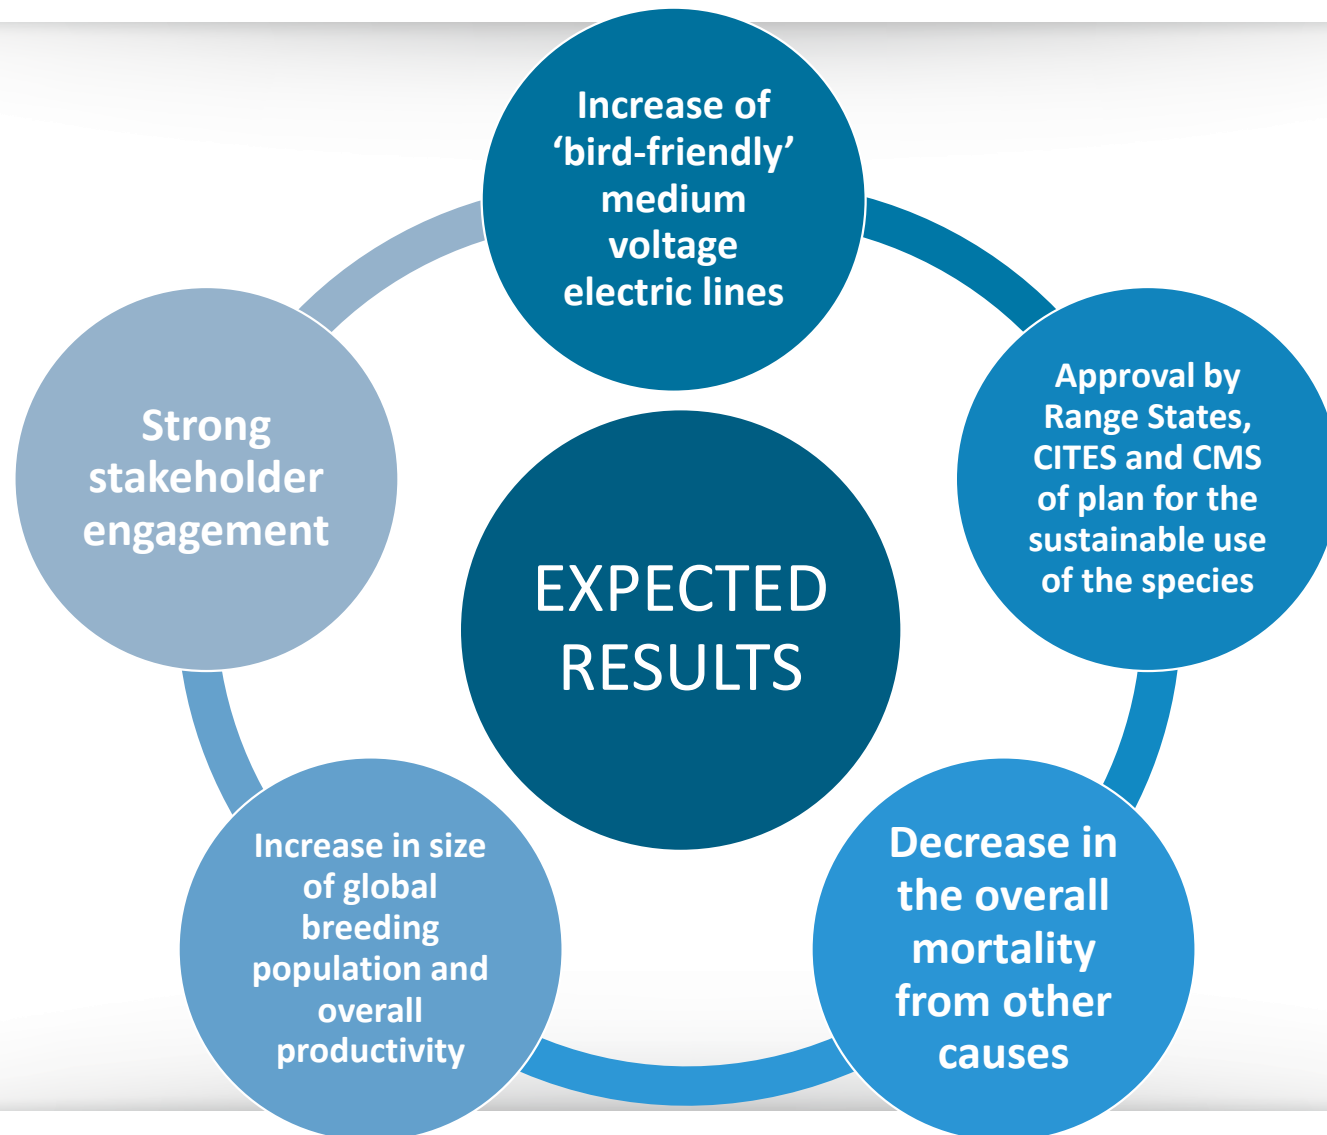 Increase of
‘bird-friendly’
medium
voltage
electric lines
Approval by
Range States,
CITES and CMS
of plan for the
sustainable use
of the species
Decrease in
the overall
mortality
from other
causes
Increase in size
of global
breeding
population and
overall
productivity
Strong
stakeholder
engagement
EXPECTED
RESULTS